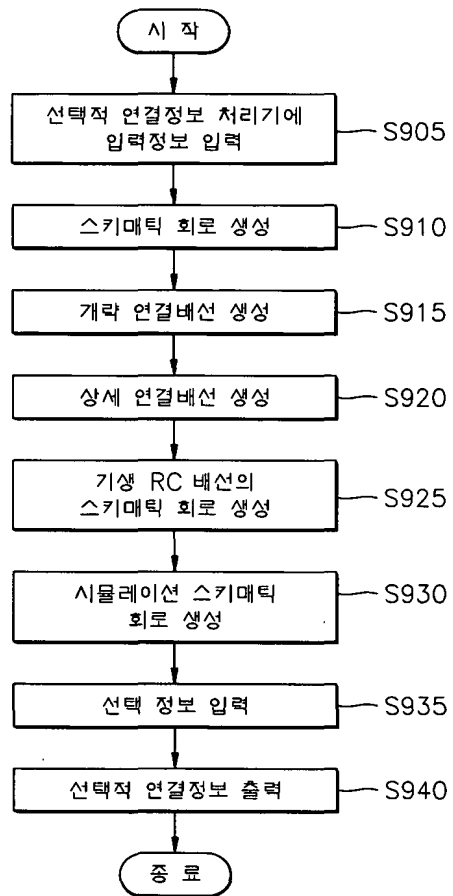 시 작
선택적 연결정보 처리기에
입력정보 입력
S905
스키매틱 회로 생성
S910
개략 연결배선 생성
S915
상세 연결배선 생성
S920
기생 RC 배선의
스키매틱 회로 생성
S925
시뮬레이션 스키매틱
회로 생성
S930
선택 정보 입력
S935
선택적 연결정보 출력
S940
종 료